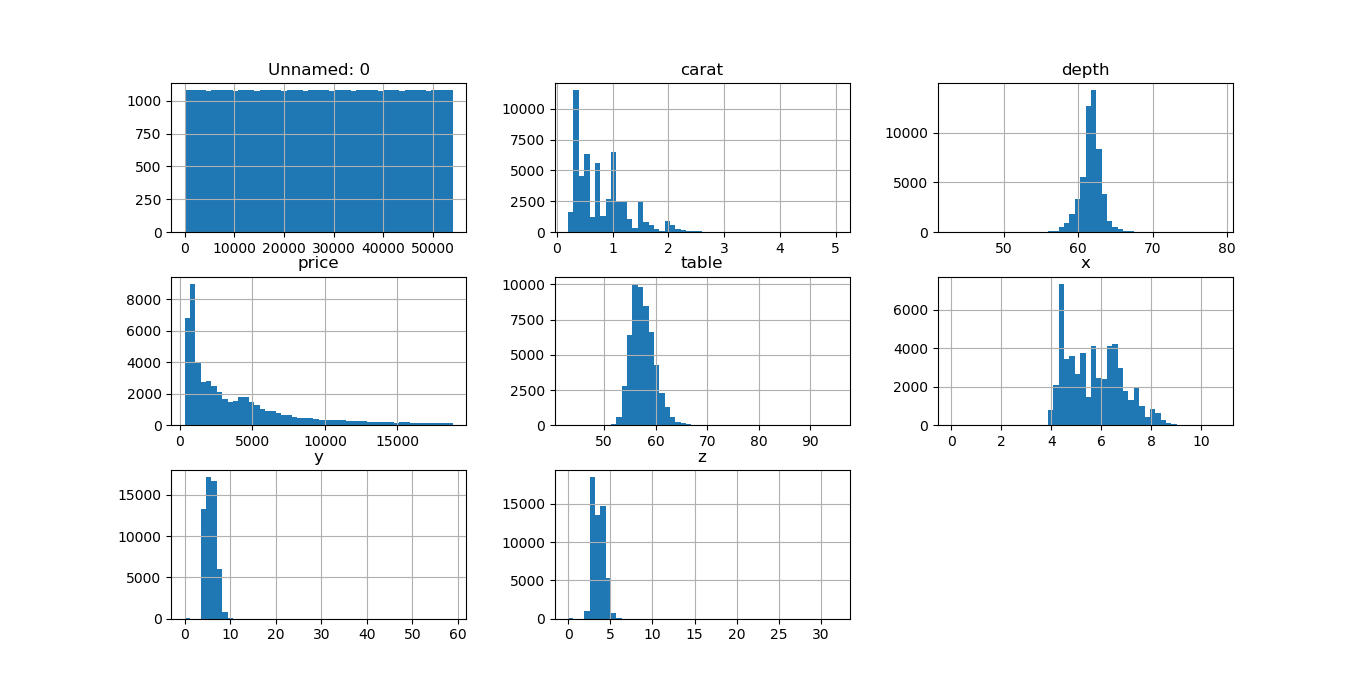 Unnamed: 0
1000
750
500
250
0
0 10000 20000 30000 40000 50000
carat
10000
7500
5000
2500
0
0 1 2 3 4 5
depth
10000
5000
0
50 60 70 80
price
8000
6000
4000
2000
0
0 5000 10000 15000
table
10000
7500
5000
2500
0
50 60 70 80 90
x
6000
4000
2000
0
0 2 4 6 8 10
y
15000
10000
5000
0
0 10 20 30 40 50 60
z
15000
10000
5000
0
0 5 10 15 20 25 30